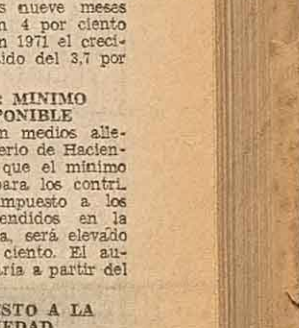 s nueve meses
n 4 por ciento
n 1971 el creci-
ido del 3,7 por
MINIMO
PONIBLE
n medios alle-
erio de Hacien-
que el mínimo
para los contri-
impuesto a los
endidos en la
a, será elevado
ciento. El au-
ría a partir del
STO A LA
IEDAD